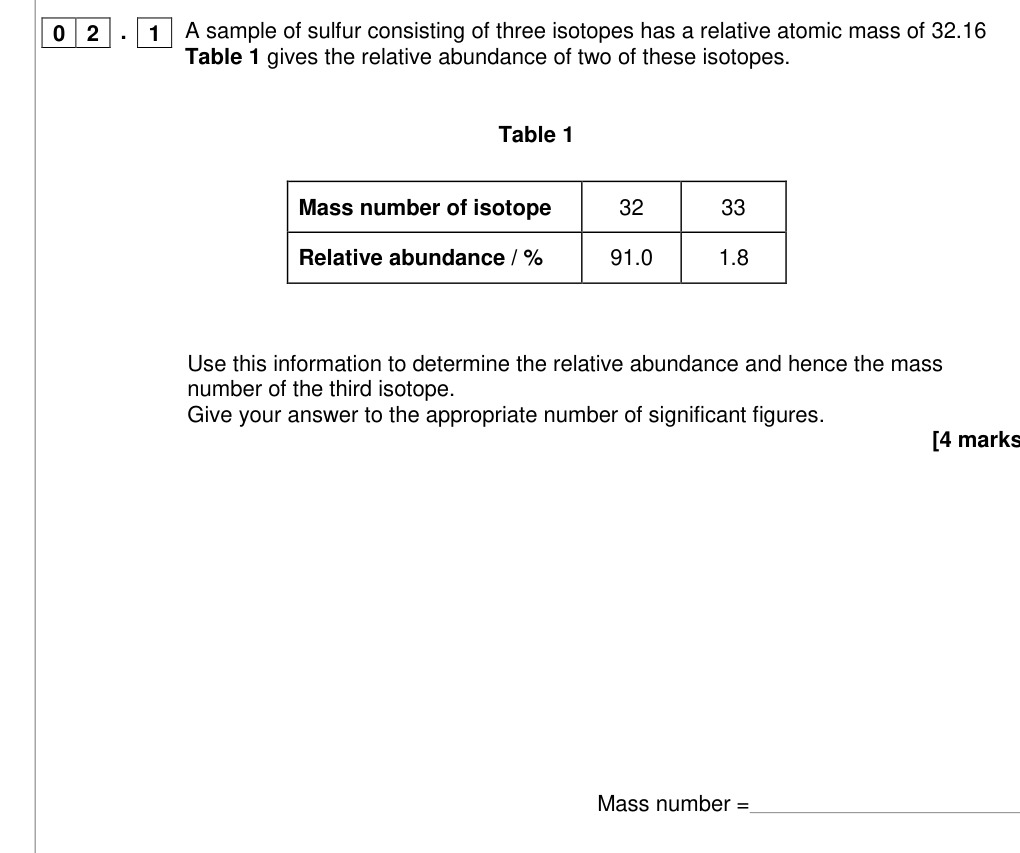 0 2 . 1 A sample of sulfur consisting of three isotopes has a relative atomic mass of 32.16
Table 1 gives the relative abundance of two of these isotopes.
Table 1
Mass number of isotope 32 33
Relative abundance / % 91.0 1.8
Use this information to determine the relative abundance and hence the mass
number of the third isotope.
Give your answer to the appropriate number of significant figures.
[4 marks
Mass number =